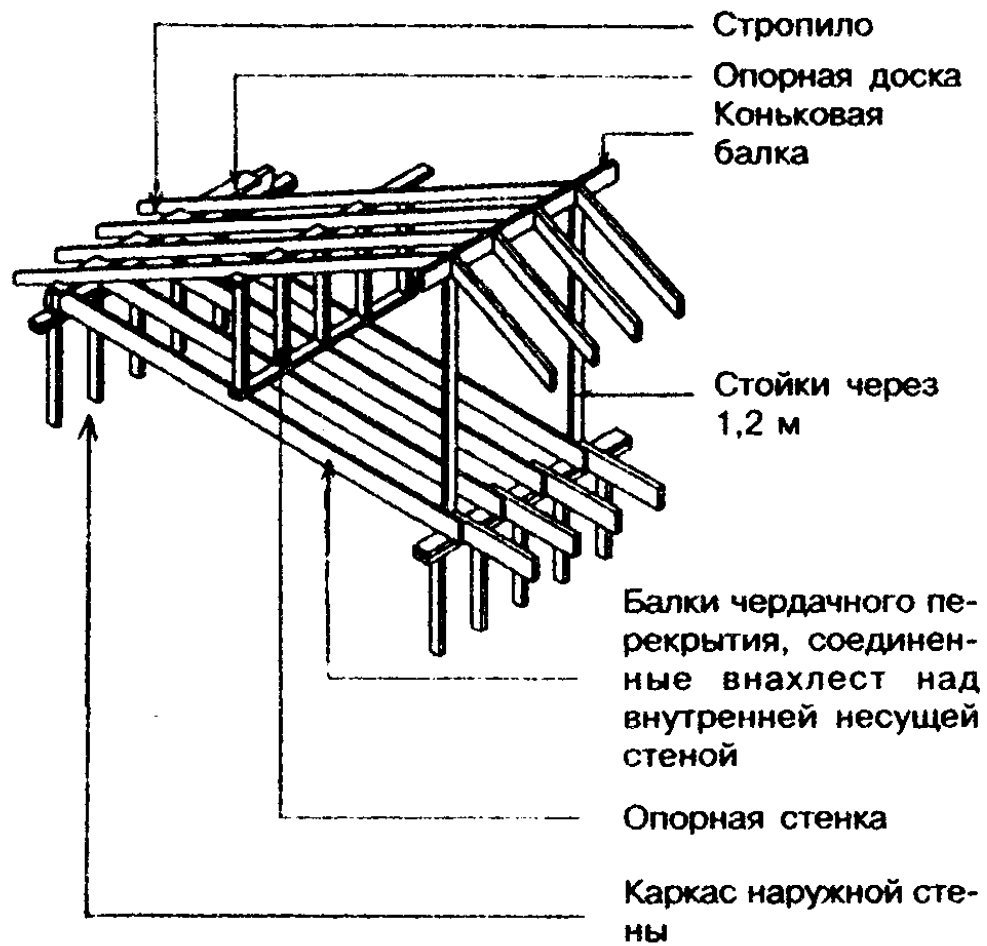 Стропило
Опорная доска
Коньковая
балка
Стойки через
1,2 м
Балки чердачного пе-
рекрытия, соединен-
ные внахлест над
внутренней несущей
стеной
Опорная стенка
Каркас наружной сте-
ны